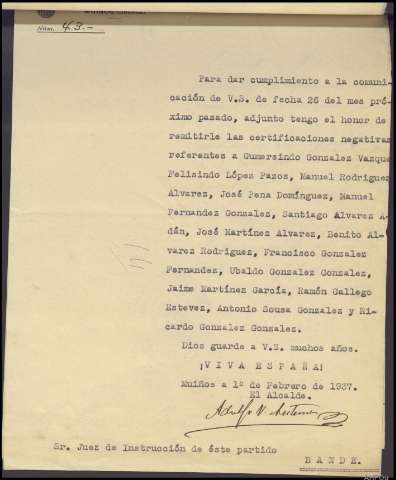 Núm. 43.-
Para dar cumplimiento a la comuni-
cación de V.S. de fecha 26 del mes pró-
ximo pasado, adjunto tengo el honor de
remitirle las certificaciones negativas
referentes a Gumersindo Gonzalez Vazque
Felisindo López Pazos, Manuel Rodriguez
Alvarez, José Pena Domínguez, Manuel
Fernandez Gonzalez, Santiago Alvarez A-
dán, José Martínez Alvarez, Benito Al-
varez Rodriguez, Francisco Gonzalez
Fernandez, Ubaldo Gonzalez Gonzalez,
Jaime Martínez García, Ramón Gallego
Estevez, Antonio Sousa Gonzalez y Ri-
cardo Gonzalez Gonzalez.
Dios guarde a V.S. muchos años.
¡VIVA ESPAÑA!
Muiños a 1º de Febrero de 1937.
El Alcalde.
Adolfo V.
Sr. Juez de Instrucción de éste partido
BANDE.